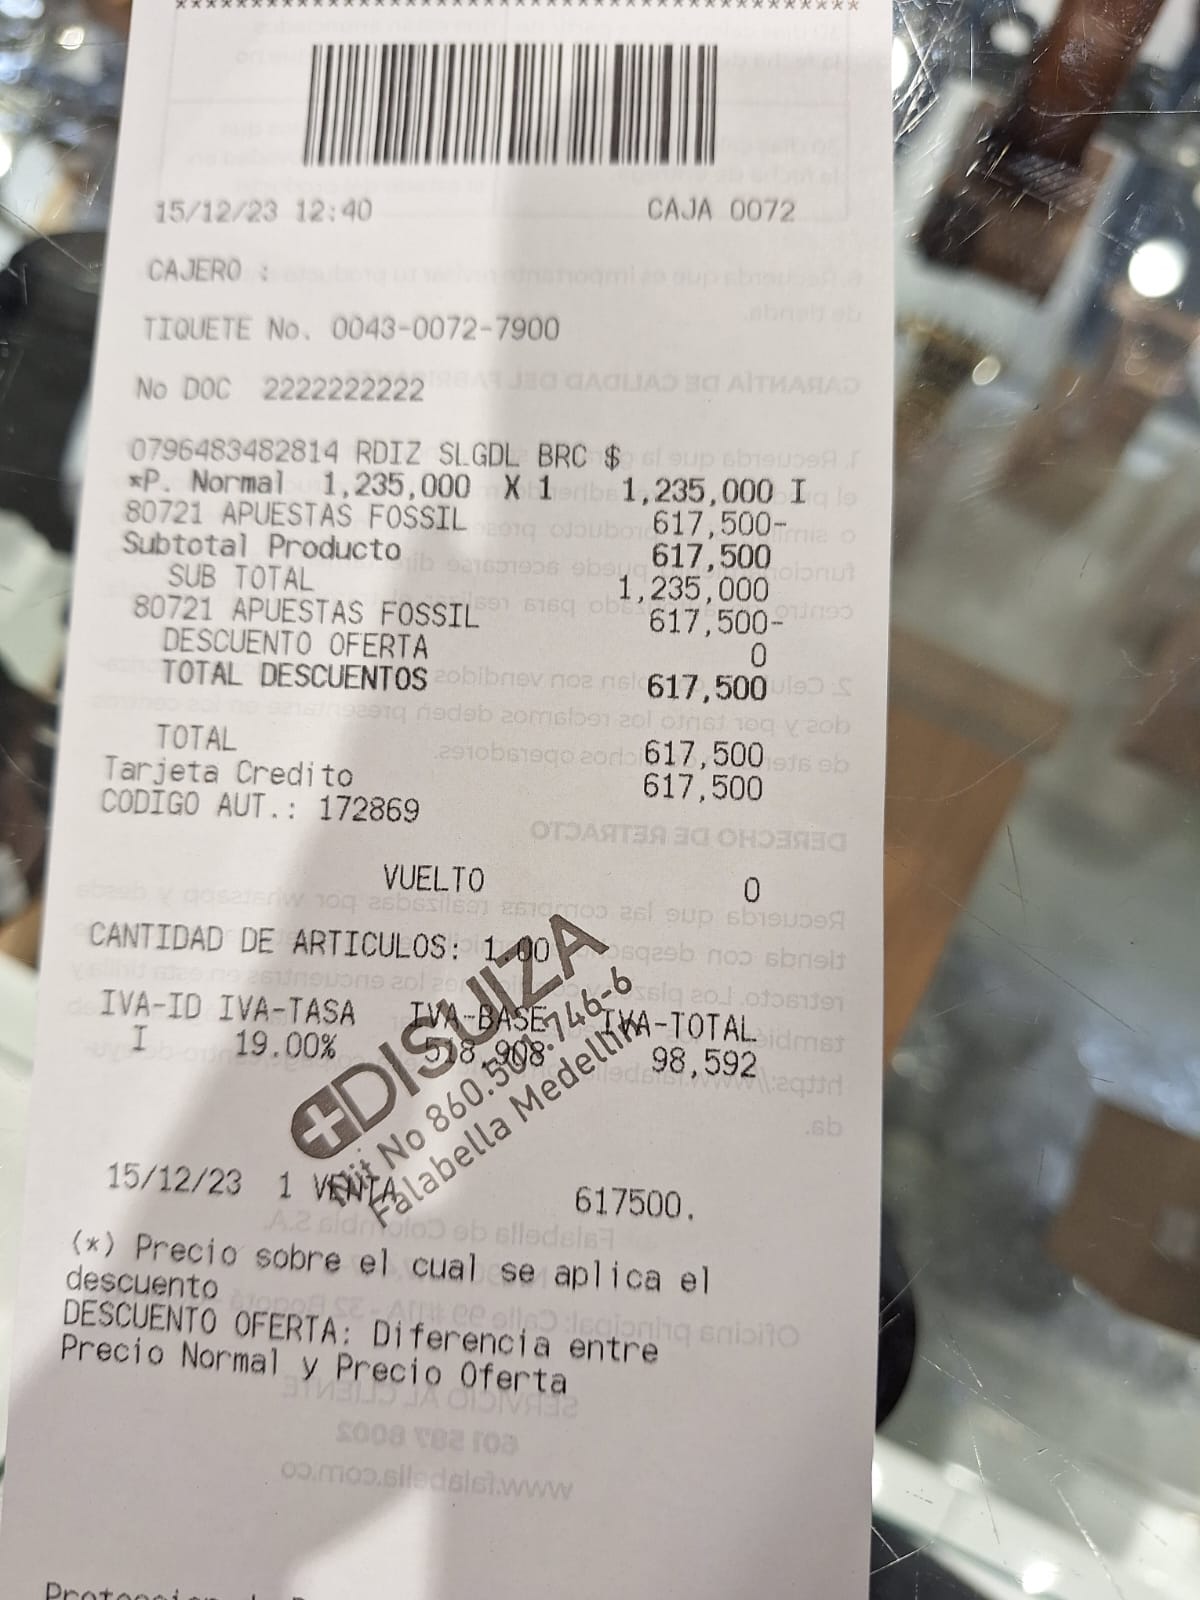 ****************************************
15/12/23 12:40 CAJA 0072
CAJERO :
TIQUETE No. 0043-0072-7900
No DOC 2222222222
0796483482814 RDIZ SLGDL BRC $
*P. Normal 1,235,000 X 1 1,235,000 I
80721 APUESTAS FOSSIL 617,500-
Subtotal Producto 617,500
SUB TOTAL 1,235,000
80721 APUESTAS FOSSIL 617,500-
DESCUENTO OFERTA 0
TOTAL DESCUENTOS 617,500
TOTAL 617,500
Tarjeta Credito 617,500
CODIGO AUT.: 172869
VUELTO 0
CANTIDAD DE ARTICULOS: 1.00
IVA-ID IVA-TASA IVA-BASE IVA-TOTAL
I 19.00% 518,908 98,592
DISUIZA
Nit No 860.501.746-6
Falabella Medellin
15/12/23 1 VENTA 617500.
(*) Precio sobre el cual se aplica el
descuento
DESCUENTO OFERTA: Diferencia entre
Precio Normal y Precio Oferta